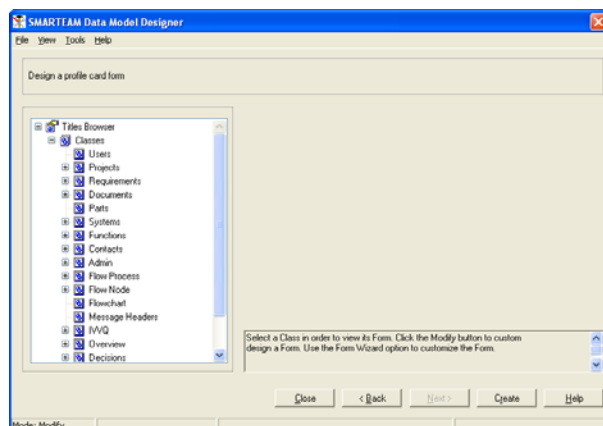 SMARTEAM Data Model Designer
File View Tools Help
Design a profile card form
Titles Browser
Classes
Users
Projects
Requirements
Documents
Parts
Systems
Functions
Contacts
Admin
Flow Process
Flow Node
Flowchart
Message Headers
IVVQ
Overview
Decisions
Select a Class in order to view its Form. Click the Modify button to custom
design a Form. Use the Form Wizard option to customize the Form.
Close < Back Next > Create Help
Mode: Modify